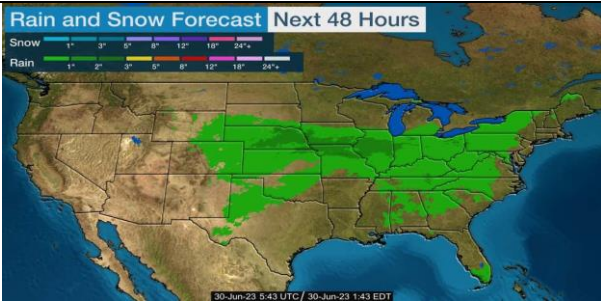 Rain and Snow Forecast Next 48 Hours
Snow
1" 3" 5" 8" 12" 18" 24"+
Rain
1" 2" 3" 5" 8" 12" 18" 24"+
30-Jun-23 5:43 UTC / 30-Jun-23 1:43 EDT